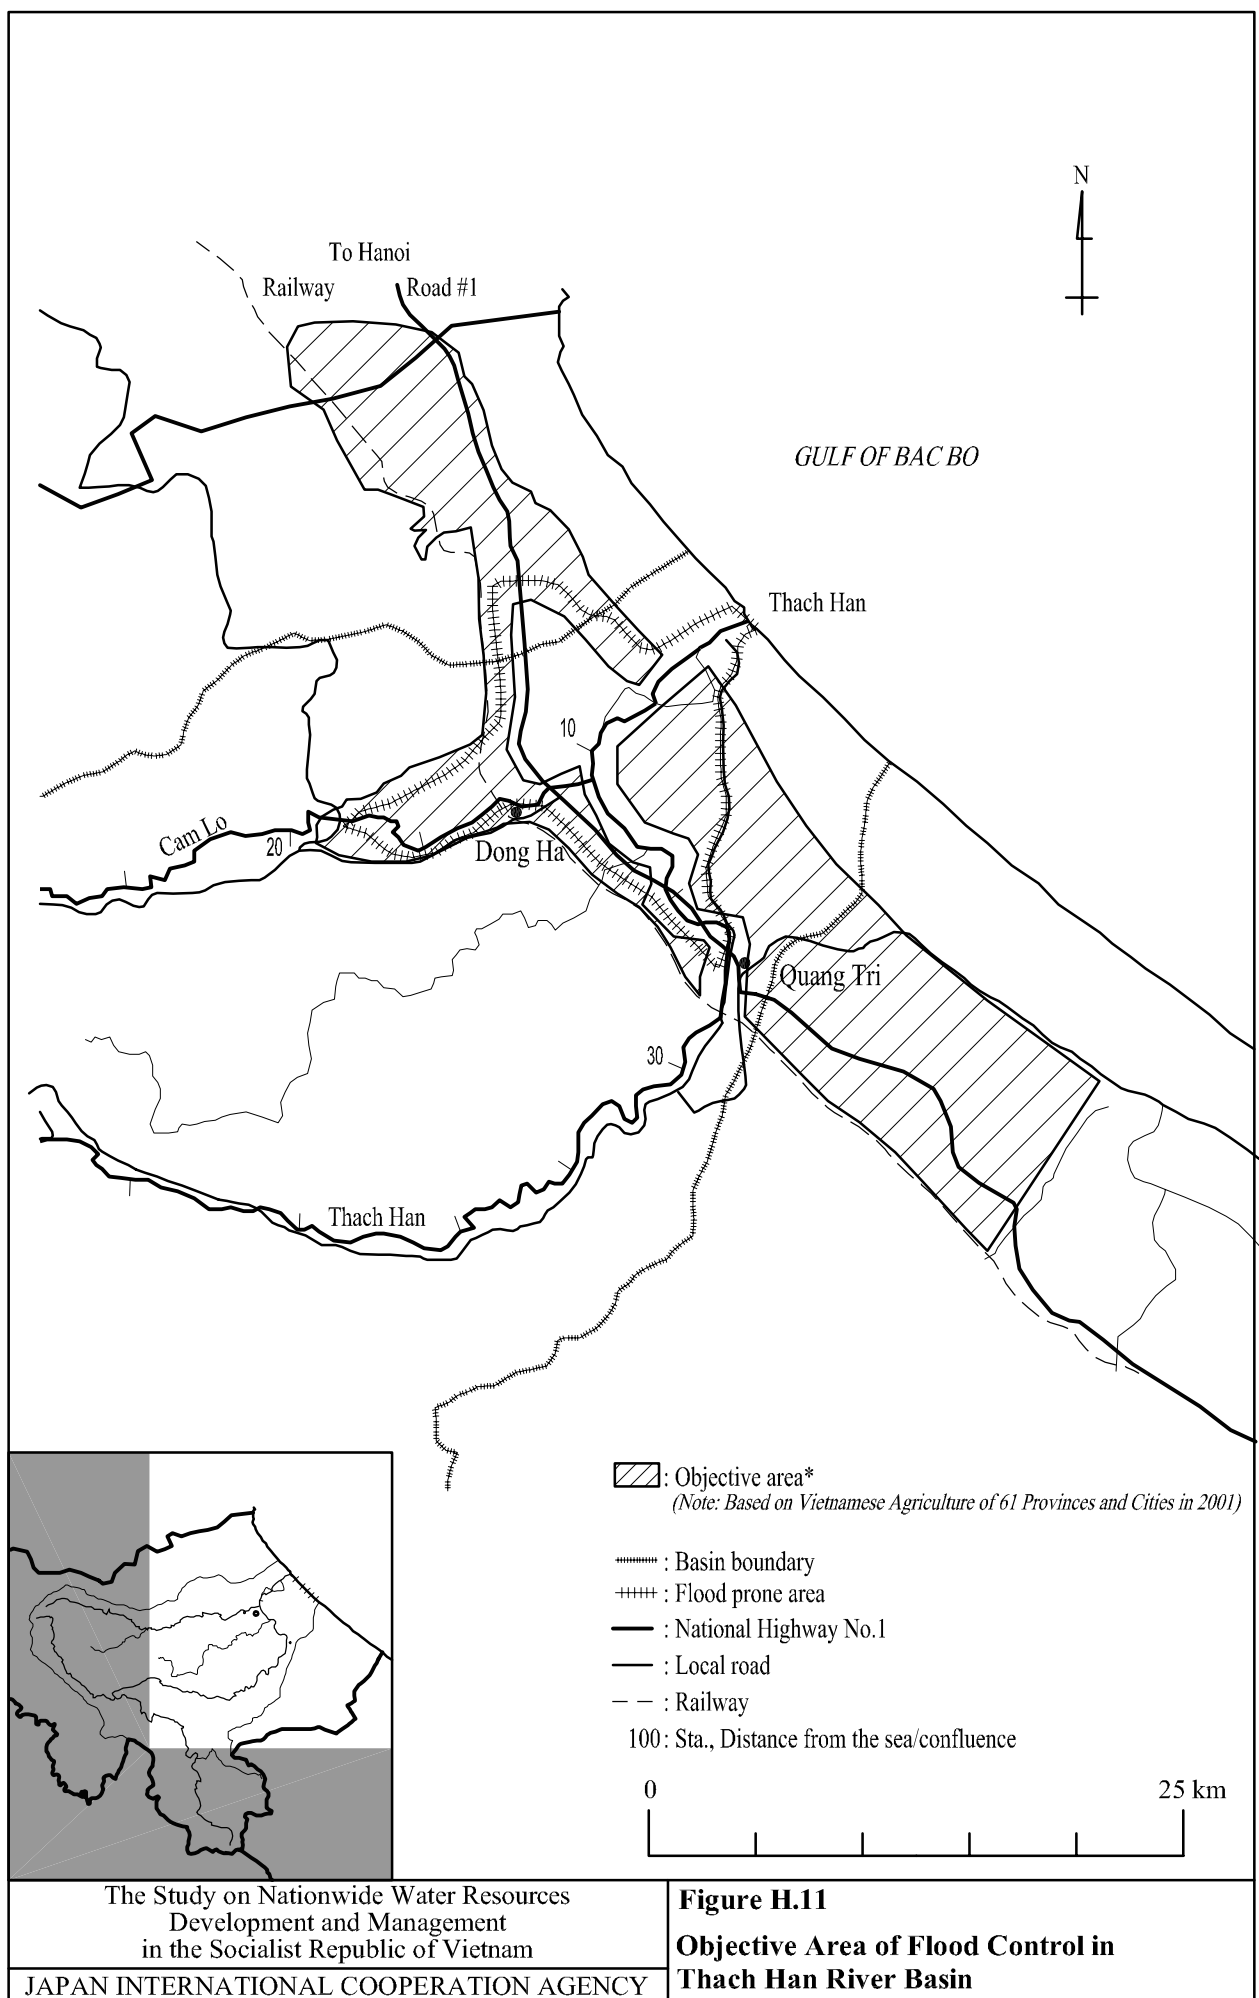 N
To Hanoi
Railway
Road #1
GULF OF BAC BO
Thach Han
10
Cam Lo
20
Dong Ha
Quang Tri
30
Thach Han
: Objective area*
(Note: Based on Vietnamese Agriculture of 61 Provinces and Cities in 2001)
: Basin boundary
: Flood prone area
: National Highway No.1
: Local road
: Railway
100 : Sta., Distance from the sea/confluence
0 25 km
The Study on Nationwide Water Resources
Development and Management
in the Socialist Republic of Vietnam
JAPAN INTERNATIONAL COOPERATION AGENCY
Figure H.11
Objective Area of Flood Control in
Thach Han River Basin